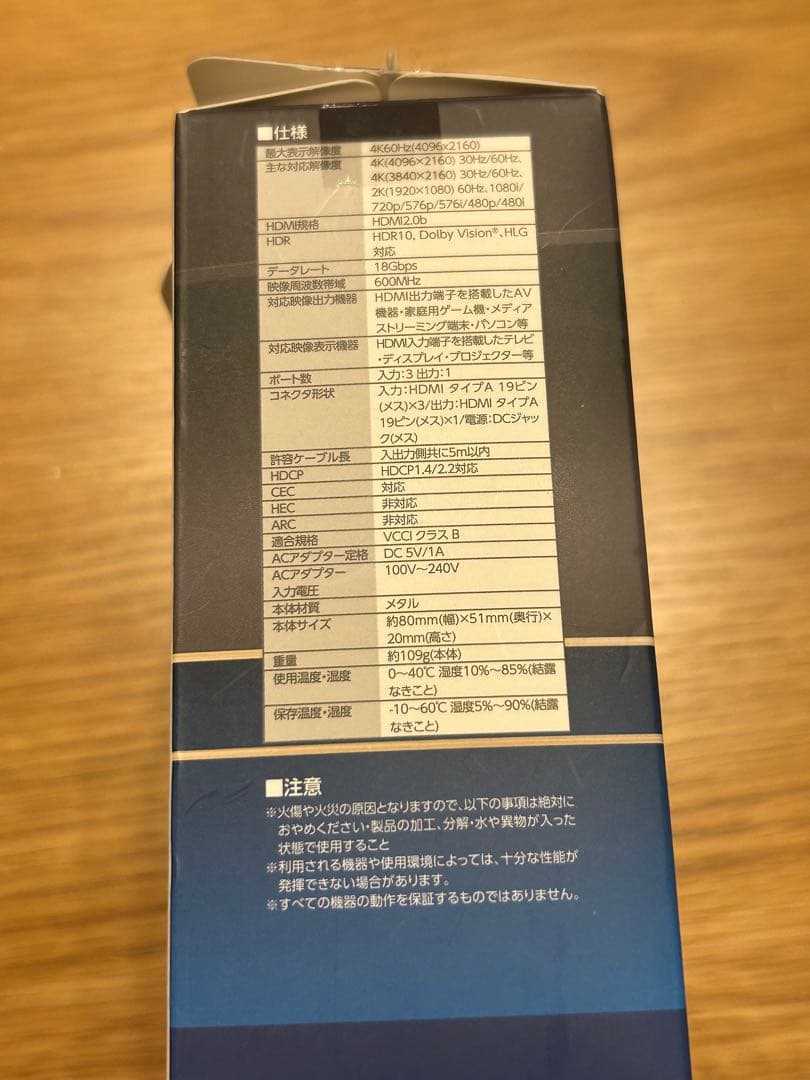 ■仕様
最大表示解像度 4K60Hz(4096×2160)
主な対応解像度 4K(4096×2160) 30Hz/60Hz、
4K(3840×2160) 30Hz/60Hz、
2K(1920×1080) 60Hz、1080i/
720p/576p/576i/480p/480i
HDMI規格 HDMI2.0b
HDR HDR10, Dolby Vision®、HLG
対応
データレート 18Gbps
映像周波数帯域 600MHz
対応映像出力機器 HDMI出力端子を搭載したAV
機器・家庭用ゲーム機・メディア
ストリーミング端末・パソコン等
対応映像表示機器 HDMI入力端子を搭載したテレビ
・ディスプレイ・プロジェクター等
ポート数 入力:3 出力:1
コネクタ形状 入力:HDMI タイプA 19ピン
(メス)×3/出力:HDMI タイプA
19ピン(メス)×1/電源:DCジャッ
ク(メス)
許容ケーブル長 入出力側共に5m以内
HDCP HDCP1.4/2.2対応
CEC 対応
HEC 非対応
ARC 非対応
適合規格 VCCI クラス B
ACアダプター定格 DC 5V/1A
ACアダプター 100V～240V
入力電圧
本体材質 メタル
本体サイズ 約80mm(幅)×51mm(奥行)×
20mm(高さ)
重量 約109g(本体)
使用温度・湿度 0～40℃ 湿度10%～85%(結露
なきこと)
保存温度・湿度 -10～60℃ 湿度5%～90%(結露
なきこと)
■注意
※火傷や火災の原因となりますので、以下の事項は絶対に
おやめください・製品の加工、分解・水や異物が入った
状態で使用すること
※利用される機器や使用環境によっては、十分な性能が
発揮できない場合があります。
※すべての機器の動作を保証するものではありません。